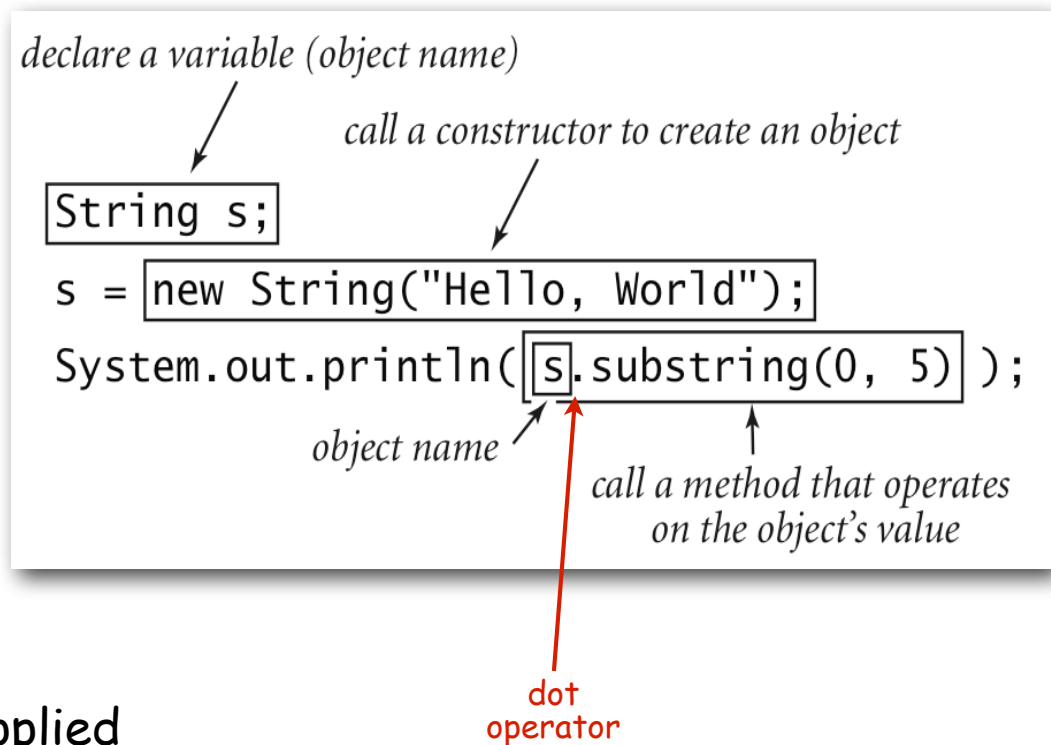 declare a variable (object name)
call a constructor to create an object
String s;
s = new String("Hello, World");
System.out.println( s.substring(0, 5) );
object name
call a method that operates
on the object's value
dot
operator